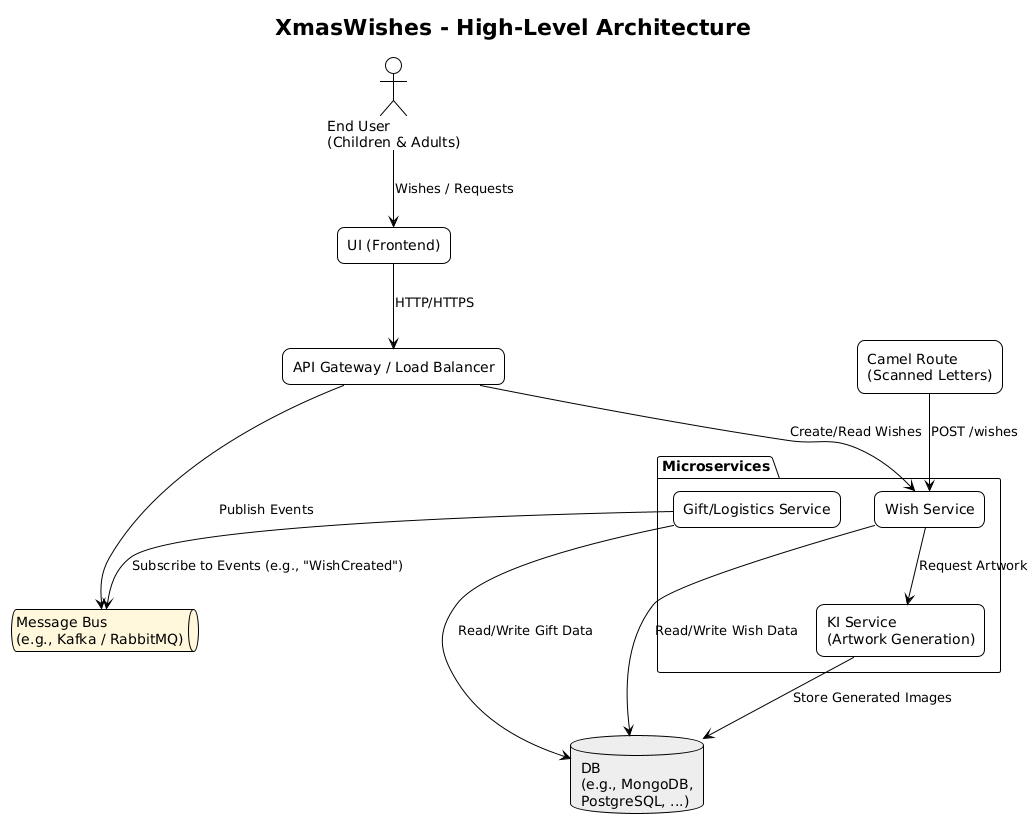 XmasWishes - High-Level Architecture
End User
(Children & Adults)
Wishes / Requests
UI (Frontend)
HTTP/HTTPS
API Gateway / Load Balancer
Camel Route
(Scanned Letters)
Create/Read Wishes
POST /wishes
Microservices
Gift/Logistics Service
Wish Service
Publish Events
Subscribe to Events (e.g., "WishCreated")
Request Artwork
Message Bus
(e.g., Kafka / RabbitMQ)
KI Service
(Artwork Generation)
Read/Write Gift Data
Read/Write Wish Data
Store Generated Images
DB
(e.g., MongoDB,
PostgreSQL, ...)